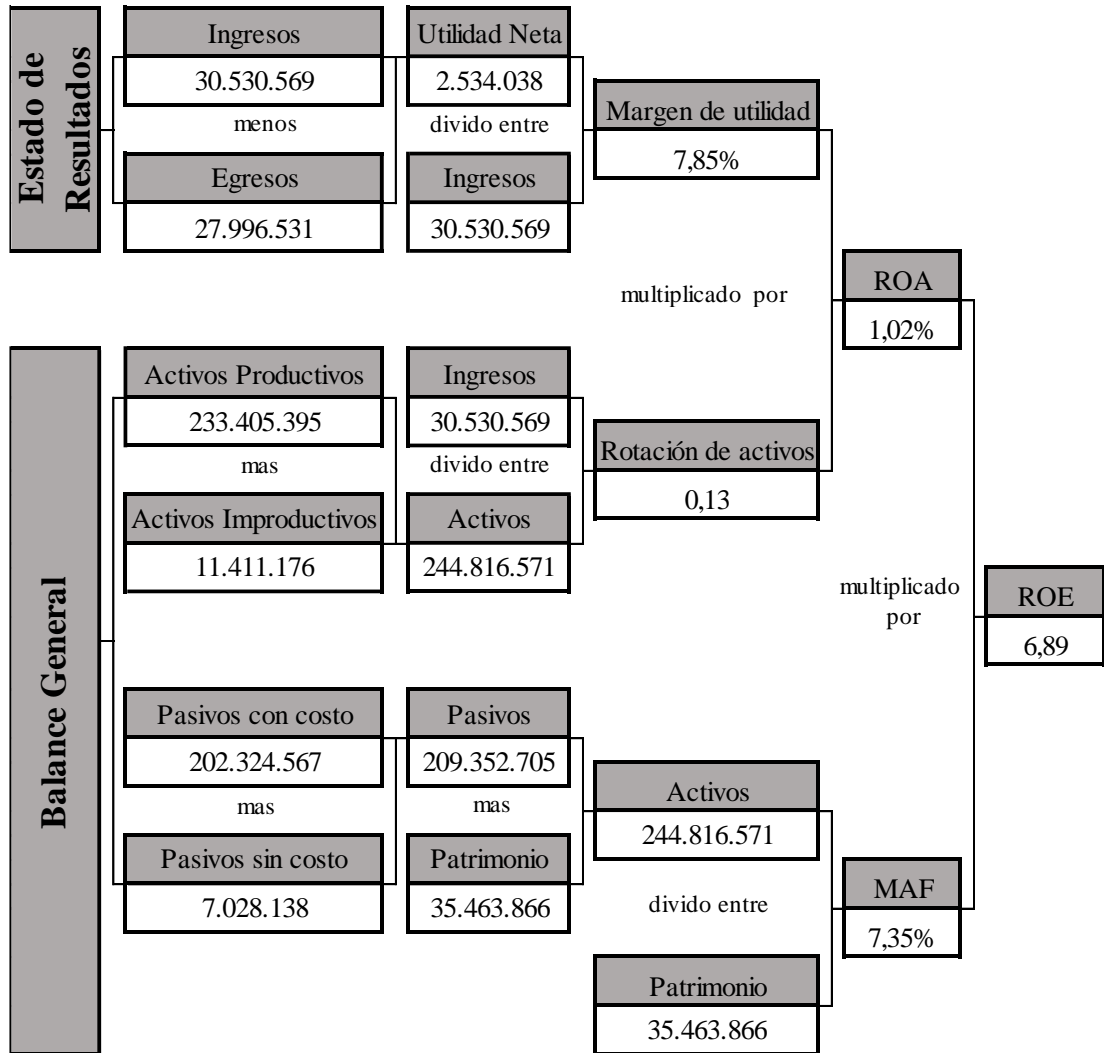 Estado de
Resultados
Ingresos
30.530.569
menos
Egresos
27.996.531
Utilidad Neta
2.534.038
divido entre
Ingresos
30.530.569
Margen de utilidad
7,85%
multiplicado por
ROA
1,02%
Balance General
Activos Productivos
233.405.395
mas
Activos Improductivos
11.411.176
Ingresos
30.530.569
divido entre
Activos
244.816.571
Rotación de activos
0,13
multiplicado
por
ROE
6,89
Pasivos con costo
202.324.567
mas
Pasivos sin costo
7.028.138
Pasivos
209.352.705
mas
Patrimonio
35.463.866
Activos
244.816.571
divido entre
Patrimonio
35.463.866
MAF
7,35%